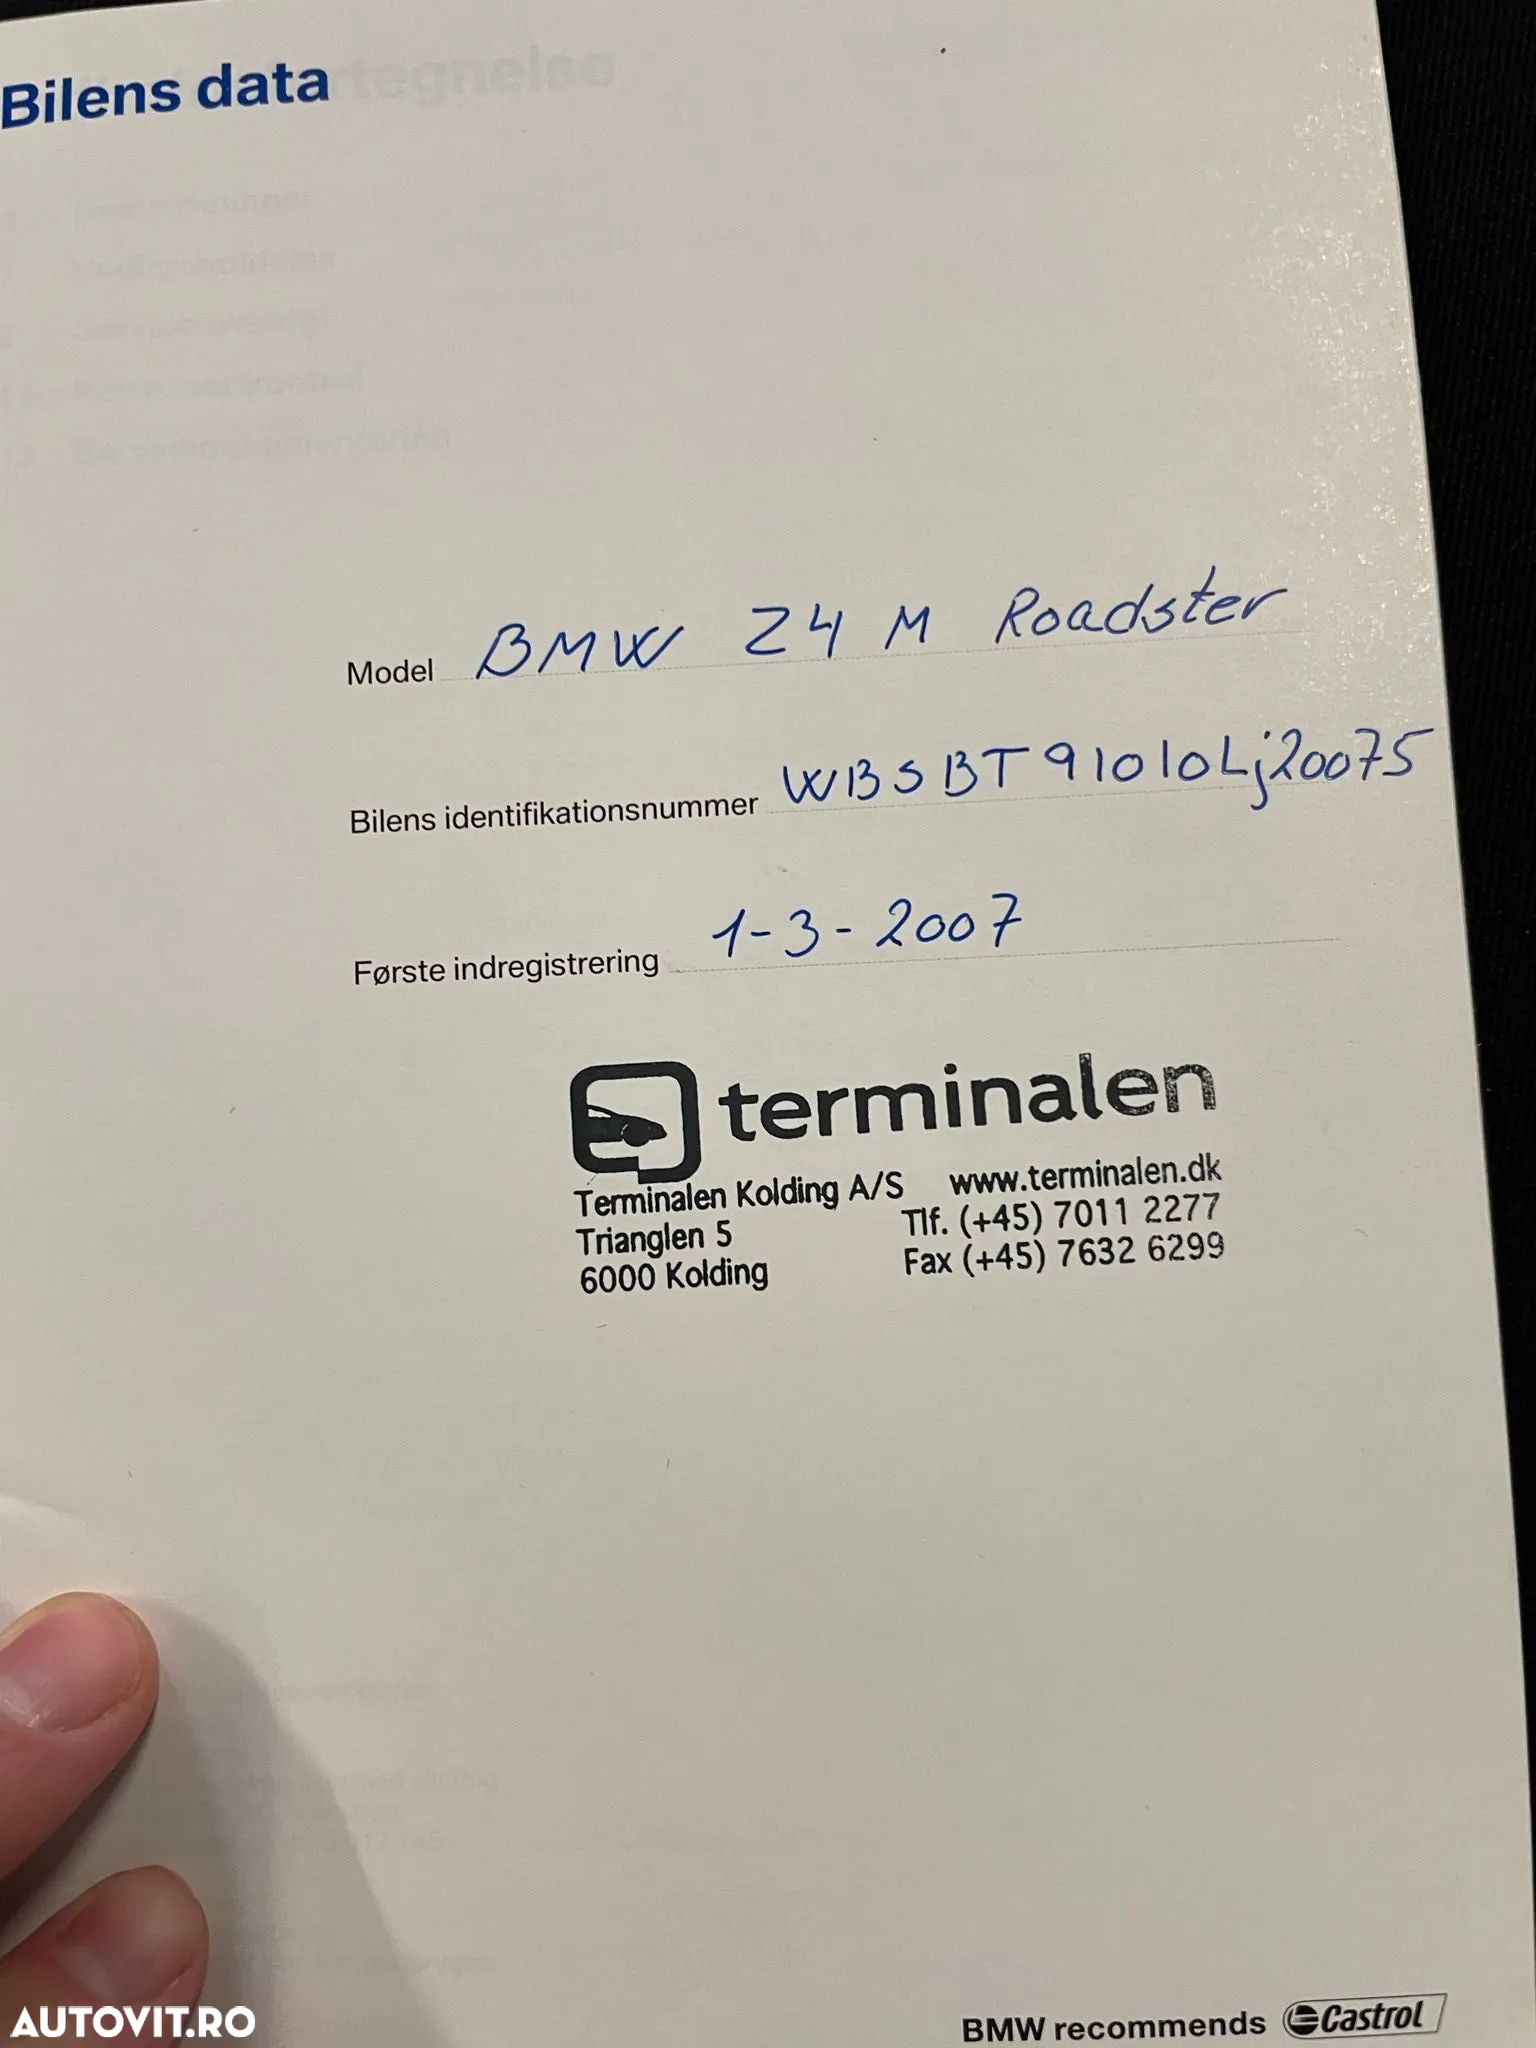 Bilens data
Model BMW Z4 M Roadster
Bilens identifikationsnummer WBSBT91010Lj20075
Første indregistrering 1-3-2007
terminalen
Terminalen Kolding A/S www.terminalen.dk
Trianglen 5 Tlf. (+45) 7011 2277
6000 Kolding Fax (+45) 7632 6299
BMW recommends Castrol
AUTOVIT.RO